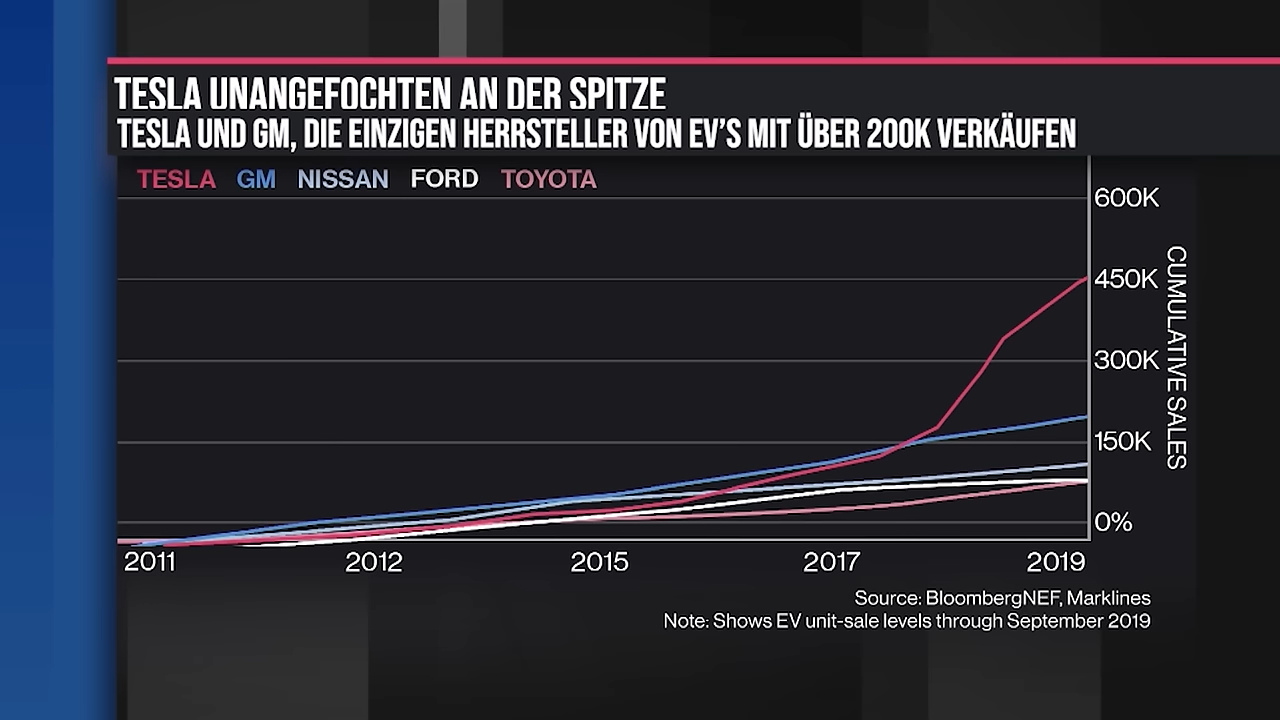 TESLA UNANGEFOCHTEN AN DER SPITZE
TESLA UND GM, DIE EINZIGEN HERRSTELLER VON EV'S MIT ÜBER 200K VERKÄUFEN
TESLA GM NISSAN FORD TOYOTA
600K
450K
300K
150K
0%
CUMULATIVE SALES
2011 2012 2015 2017 2019
Source: BloombergNEF, Marklines
Note: Shows EV unit-sale levels through September 2019